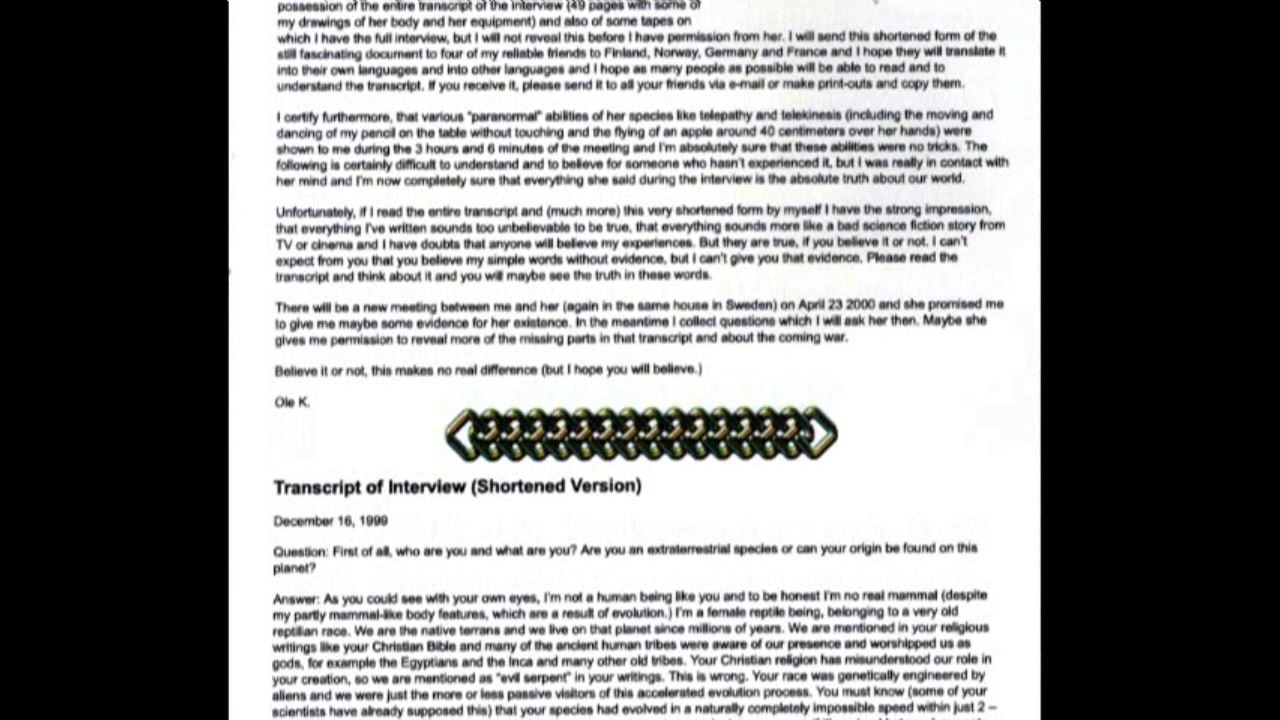 possession of the entire transcript of the interview (49 pages with some of
my drawings of her body and her equipment) and also of some tapes on
which I have the full interview, but I will not reveal this before I have permission from her. I will send this shortened form of the
still fascinating document to four of my reliable friends to Finland, Norway, Germany and France and I hope they will translate it
into their own languages and into other languages and I hope as many people as possible will be able to read and to
understand the transcript. If you receive it, please send it to all your friends via e-mail or make print-outs and copy them.
I certify furthermore, that various "paranormal" abilities of her species like telepathy and telekinesis (including the moving and
dancing of my pencil on the table without touching and the flying of an apple around 40 centimeters over her hands) were
shown to me during the 3 hours and 6 minutes of the meeting and I'm absolutely sure that these abilities were no tricks. The
following is certainly difficult to understand and to believe for someone who hasn't experienced it, but I was really in contact with
her mind and I'm now completely sure that everything she said during the interview is the absolute truth about our world.
Unfortunately, if I read the entire transcript and (much more) this very shortened form by myself I have the strong impression,
that everything I've written sounds too unbelievable to be true, that everything sounds more like a bad science fiction story from
TV or cinema and I have doubts that anyone will believe my experiences. But they are true, if you believe it or not. I can't
expect from you that you believe my simple words without evidence, but I can't give you that evidence. Please read the
transcript and think about it and you will maybe see the truth in these words.
There will be a new meeting between me and her (again in the same house in Sweden) on April 23 2000 and she promised me
to give me maybe some evidence for her existence. In the meantime I collect questions which I will ask her then. Maybe she
gives me permission to reveal more of the missing parts in that transcript and about the coming war.
Believe it or not, this makes no real difference (but I hope you will believe.)
Ole K.
Transcript of Interview (Shortened Version)
December 16, 1999
Question: First of all, who are you and what are you? Are you an extraterrestrial species or can your origin be found on this
planet?
Answer: As you could see with your own eyes, I'm not a human being like you and to be honest I'm no real mammal (despite
my partly mammal-like body features, which are a result of evolution.) I'm a female reptile being, belonging to a very old
reptilian race. We are the native terrans and we live on that planet since millions of years. We are mentioned in your religious
writings like your Christian Bible and many of the ancient human tribes were aware of our presence and worshipped us as
gods, for example the Egyptians and the Inca and many other old tribes. Your Christian religion has misunderstood our role in
your creation, so we are mentioned as "evil serpent" in your writings. This is wrong. Your race was genetically engineered by
aliens and we were just the more or less passive visitors of this accelerated evolution process. You must know (some of your
scientists have already supposed this) that your species had evolved in a naturally completely impossible speed within just 2 –